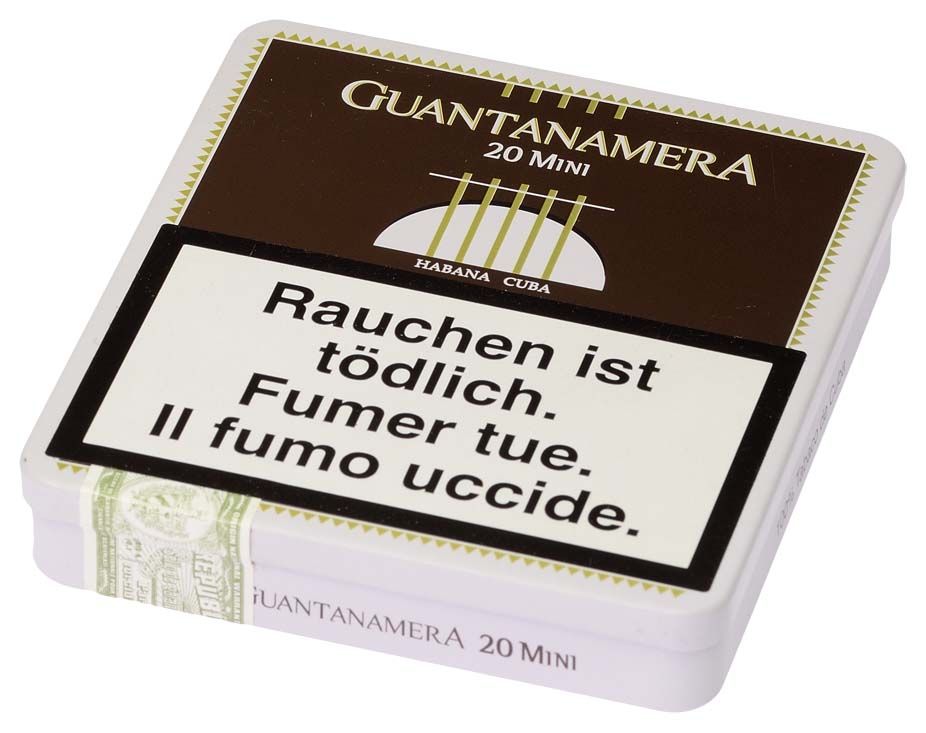 GUANTANAMERA
20 MINI
HABANA CUBA
Rauchen ist
tödlich.
Fumer tue.
Il fumo uccide.
GUANTANAMERA 20 MINI